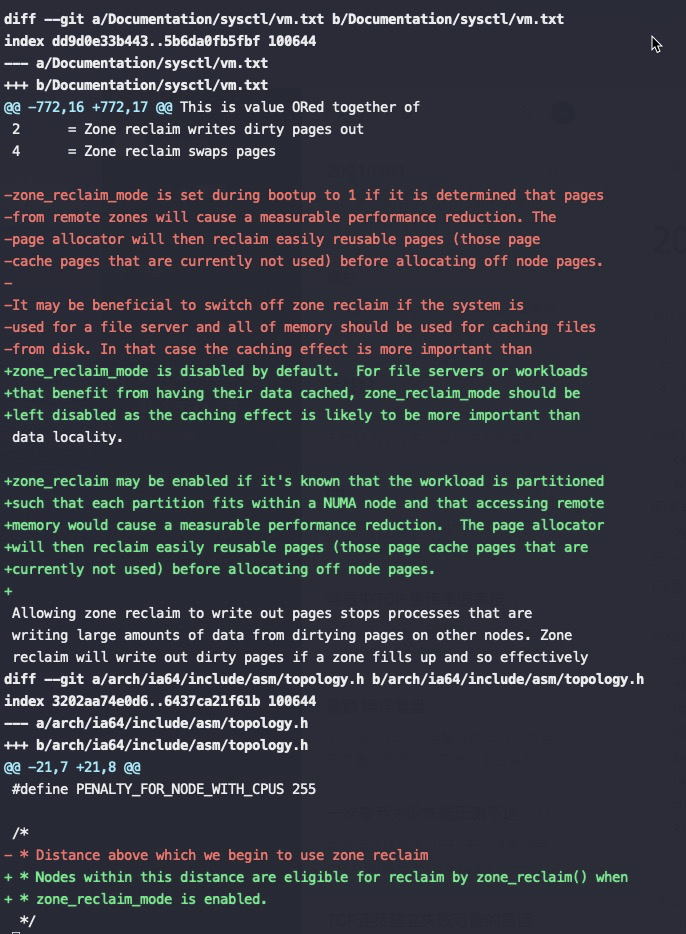 diff --git a/Documentation/sysctl/vm.txt b/Documentation/sysctl/vm.txt
index dd9d0e33b443..5b6da0fb5fbf 100644
--- a/Documentation/sysctl/vm.txt
+++ b/Documentation/sysctl/vm.txt
@@ -772,16 +772,17 @@ This is value ORed together of
 2      = Zone reclaim writes dirty pages out
 4      = Zone reclaim swaps pages

-zone_reclaim_mode is set during bootup to 1 if it is determined that pages
-from remote zones will cause a measurable performance reduction. The
-page allocator will then reclaim easily reusable pages (those page
-cache pages that are currently not used) before allocating off node pages.
-
-It may be beneficial to switch off zone reclaim if the system is
-used for a file server and all of memory should be used for caching files
-from disk. In that case the caching effect is more important than
+zone_reclaim_mode is disabled by default.  For file servers or workloads
+that benefit from having their data cached, zone_reclaim_mode should be
+left disabled as the caching effect is likely to be more important than
 data locality.

+zone_reclaim may be enabled if it's known that the workload is partitioned
+such that each partition fits within a NUMA node and that accessing remote
+memory would cause a measurable performance reduction.  The page allocator
+will then reclaim easily reusable pages (those page cache pages that are
+currently not used) before allocating off node pages.
+
 Allowing zone reclaim to write out pages stops processes that are
 writing large amounts of data from dirtying pages on other nodes. Zone
 reclaim will write out dirty pages if a zone fills up and so effectively
diff --git a/arch/ia64/include/asm/topology.h b/arch/ia64/include/asm/topology.h
index 3202aa74e0d6..6437ca21f61b 100644
--- a/arch/ia64/include/asm/topology.h
+++ b/arch/ia64/include/asm/topology.h
@@ -21,7 +21,8 @@
 #define PENALTY_FOR_NODE_WITH_CPUS 255

 /*
- * Distance above which we begin to use zone reclaim
+ * Nodes within this distance are eligible for reclaim by zone_reclaim() when
+ * zone_reclaim_mode is enabled.
  */